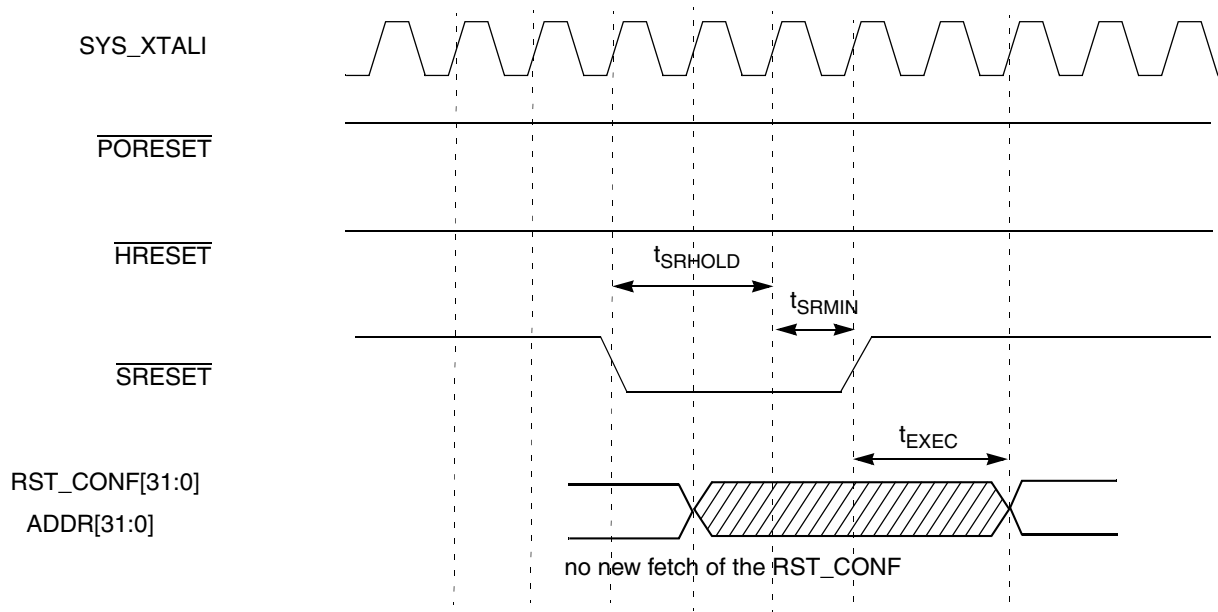 SYS_XTALI
PORESET
HRESET
tSRHOLD
tSRMIN
SRESET
tEXEC
RST_CONF[31:0]
ADDR[31:0]
no new fetch of the RST_CONF